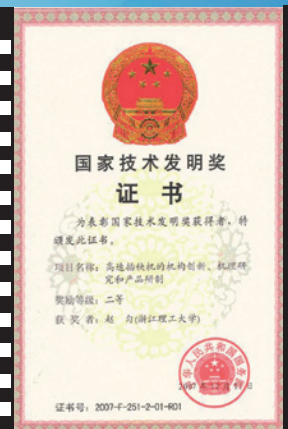 国家技术发明奖
证书
为表彰国家技术发明奖获得者，特
颁发此证书。
项目名称：高速插秧机的机构创新、机理研
究和产品研制
奖励等级：二等
获奖者：赵匀(浙江理工大学)
证书号：2007-F-251-2-01-R01